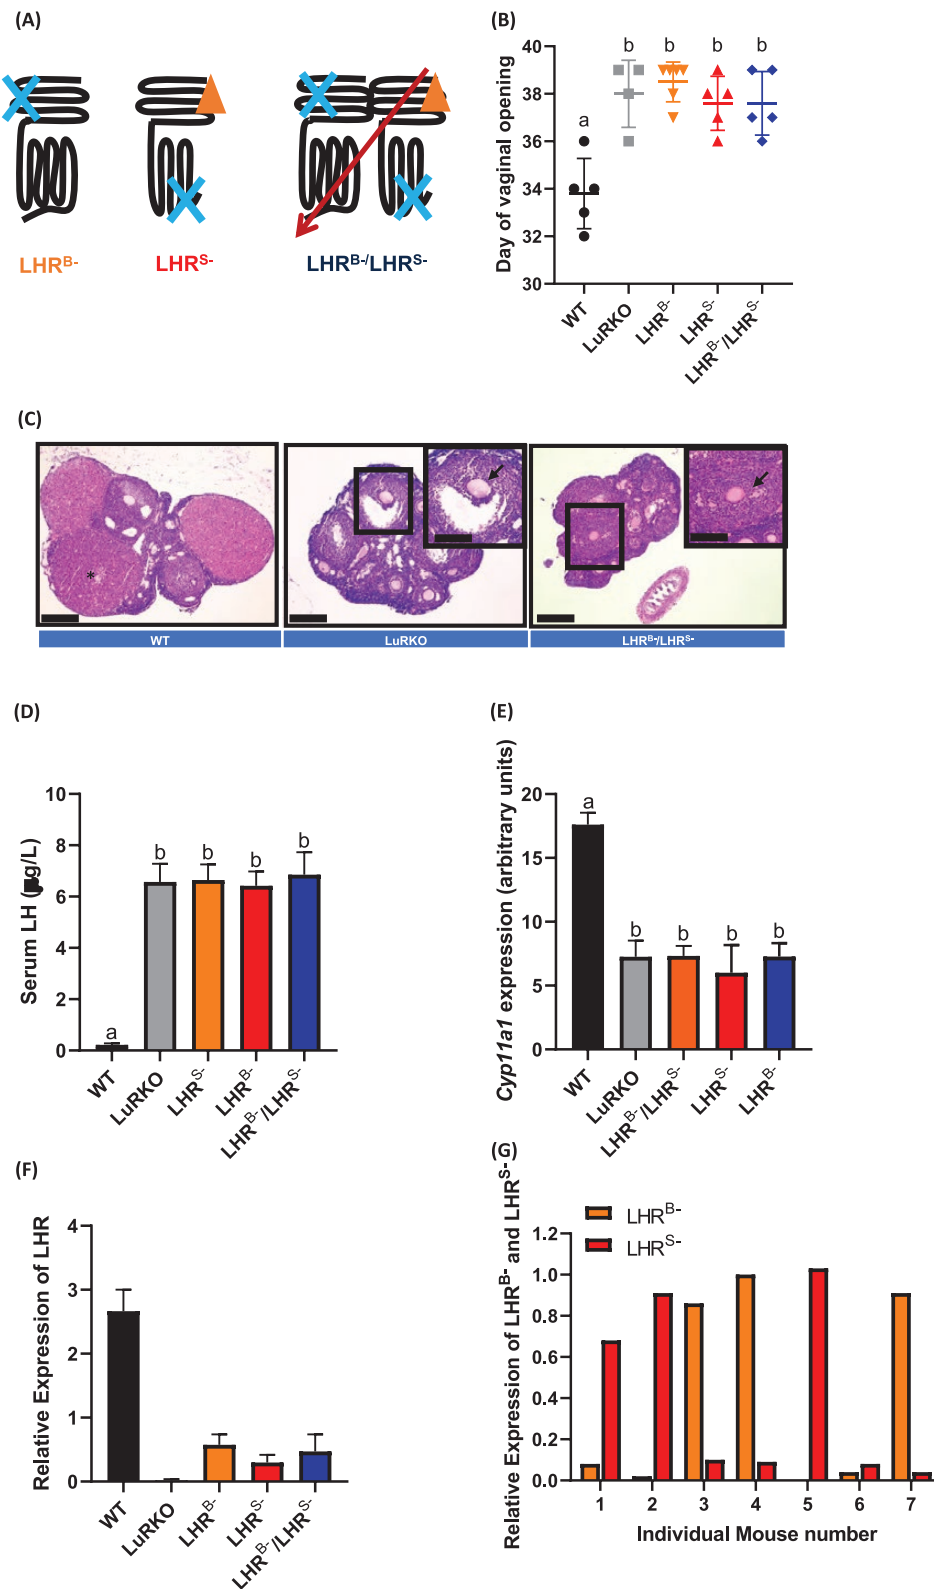 (A)
LHRB-
LHRS-
LHRB-/LHRS-
(B)
Day of vaginal opening
40
38
36
34
32
30
a
b
b
b
b
WT
LuRKO
LHRB-
LHRS-
LHRB-/LHRS-
(C)
*
WT
LuRKO
LHRB-/LHRS-
(D)
Serum LH (µg/L)
10
8
6
4
2
0
a
b
b
b
b
WT
LuRKO
LHRS-
LHRB-
LHRB-/LHRS-
(E)
Cyp11a1 expression (arbitrary units)
20
15
10
5
0
a
b
b
b
b
WT
LuRKO
LHRB-/LHRS-
LHRS-
LHRB-
(F)
Relative Expression of LHR
4
3
2
1
0
WT
LuRKO
LHRB-
LHRS-
LHRB-/LHRS-
(G)
Relative Expression of LHRB- and LHRS-
LHRB-
LHRS-
1.2
1.0
0.8
0.6
0.4
0.2
0.0
1 2 3 4 5 6 7
Individual Mouse number